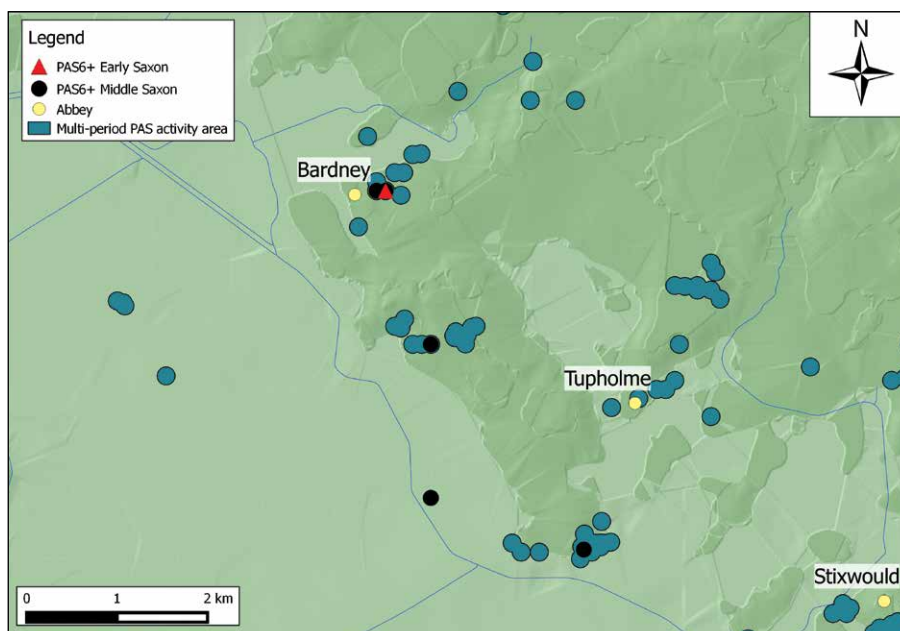 Legend
PAS6+ Early Saxon
PAS6+ Middle Saxon
Abbey
Multi-period PAS activity area
N
Bardney
Tupholme
Stixwould
0 1 2 km